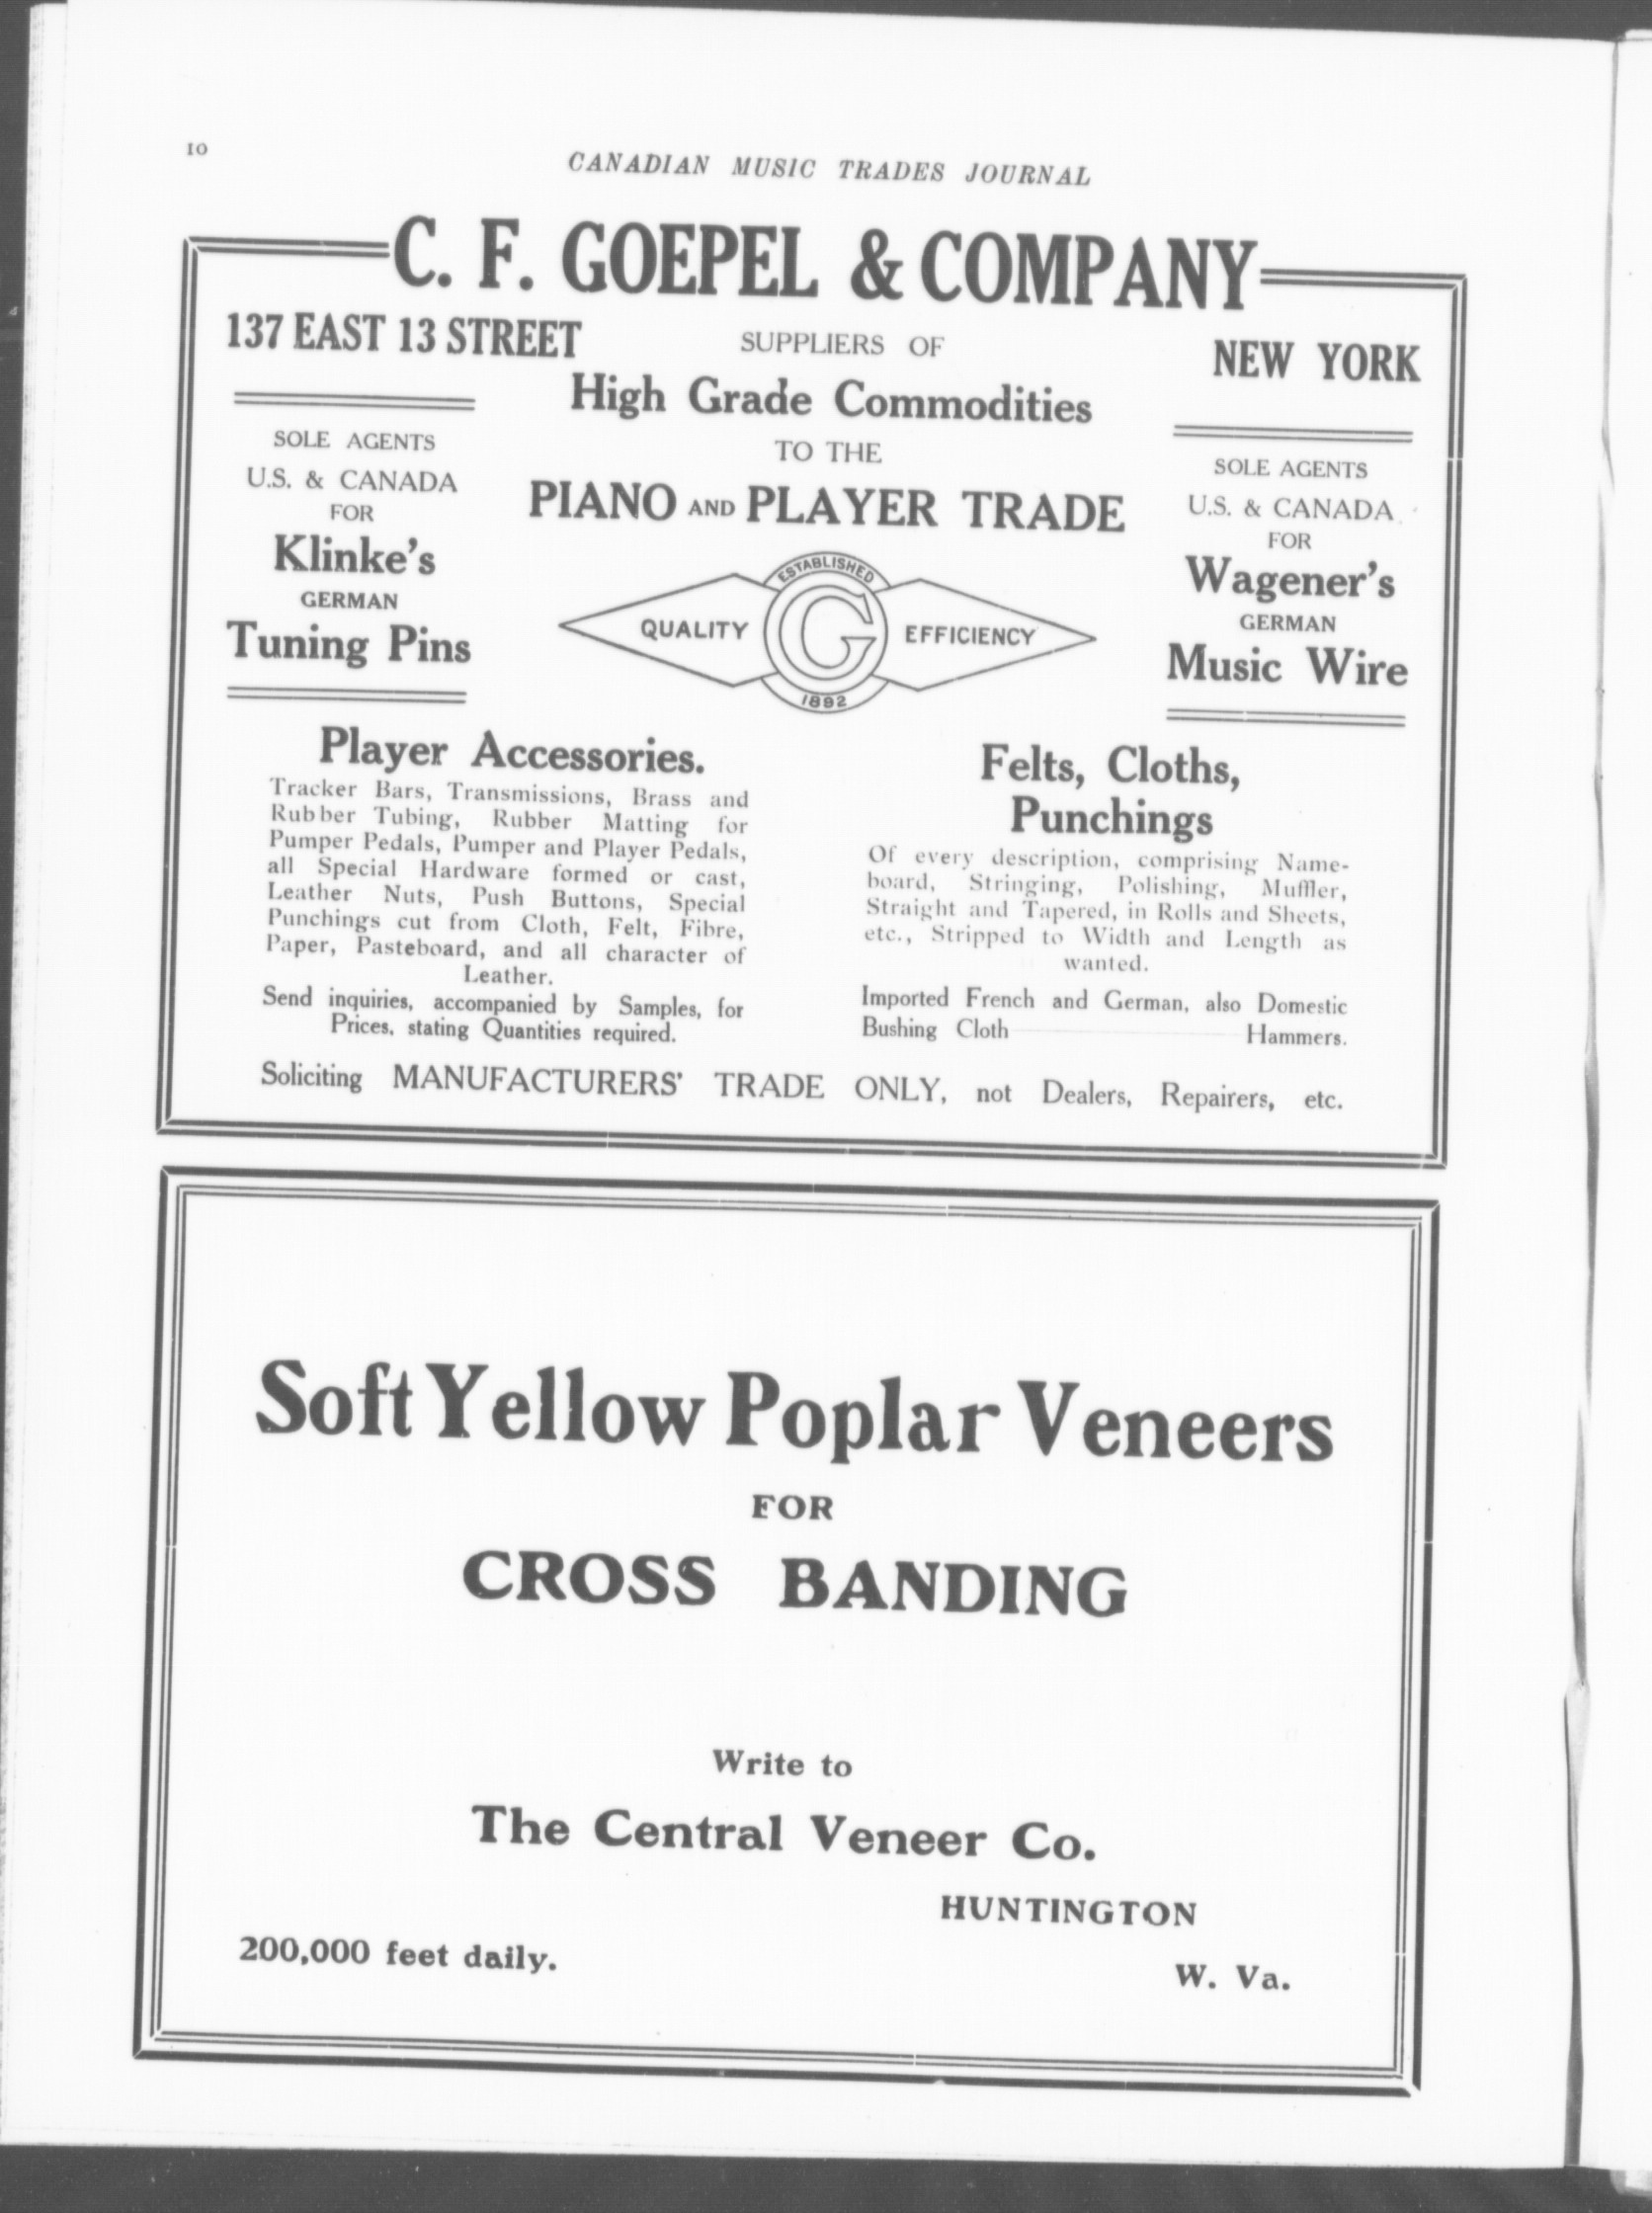 10
CANADIAN MUSIC TRADES JOURNAL
C. F. GOEPEL & COMPANY
137 EAST 13 STREET
NEW YORK
SUPPLIERS OF
High Grade Commodities
TO THE
PIANO AND PLAYER TRADE
SOLE AGENTS
U.S. & CANADA
FOR
Klinke's
GERMAN
Tuning Pins
ESTABLISHED
QUALITY G EFFICIENCY
1892
SOLE AGENTS
U.S. & CANADA
FOR
Wagener's
GERMAN
Music Wire
Player Accessories.
Tracker Bars, Transmissions, Brass and
Rubber Tubing, Rubber Matting for
Pumper Pedals, Pumper and Player Pedals,
all Special Hardware formed or cast,
Leather Nuts, Push Buttons, Special
Punchings cut from Cloth, Felt, Fibre,
Paper, Pasteboard, and all character of
Leather.
Send inquiries, accompanied by Samples, for
Prices, stating Quantities required.
Felts, Cloths,
Punchings
Of every description, comprising Name-
board, Stringing, Polishing, Muffler,
Straight and Tapered, in Rolls and Sheets,
etc., Stripped to Width and Length as
wanted.
Imported French and German, also Domestic
Bushing Cloth Hammers.
Soliciting MANUFACTURERS' TRADE ONLY, not Dealers, Repairers, etc.
Soft Yellow Poplar Veneers
FOR
CROSS BANDING
Write to
The Central Veneer Co.
HUNTINGTON
200,000 feet daily.
W. Va.